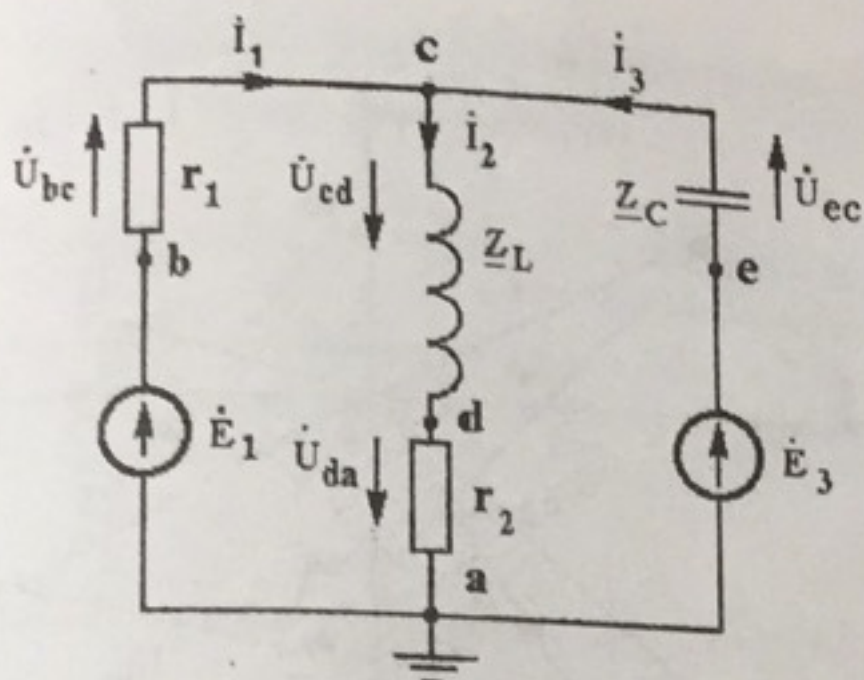 İ₁
c
İ₃
U̇bc
r₁
U̇cd
İ₂
Z̲C
U̇ec
b
Z̲L
e
Ė₁
d
U̇da
r₂
Ė₃
a